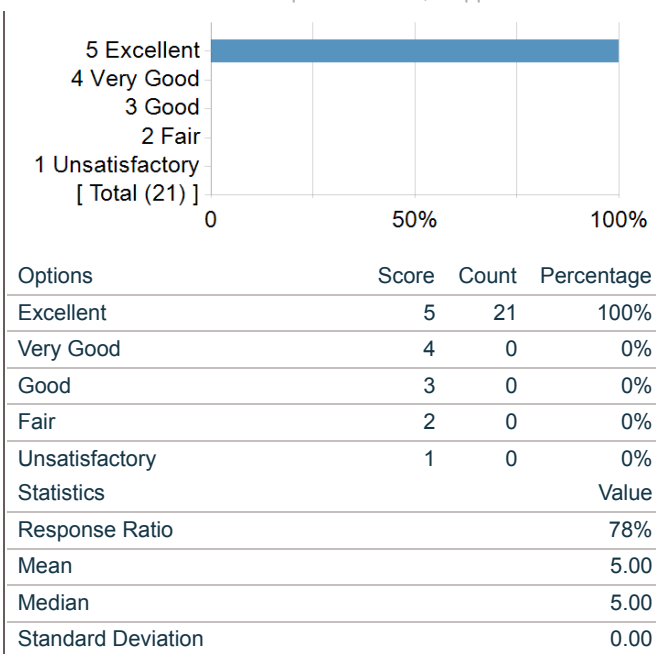 5 Excellent
4 Very Good
3 Good
2 Fair
1 Unsatisfactory
[ Total (21) ]
0 50% 100%
Options Score Count Percentage
Excellent 5 21 100%
Very Good 4 0 0%
Good 3 0 0%
Fair 2 0 0%
Unsatisfactory 1 0 0%
Statistics Value
Response Ratio 78%
Mean 5.00
Median 5.00
Standard Deviation 0.00